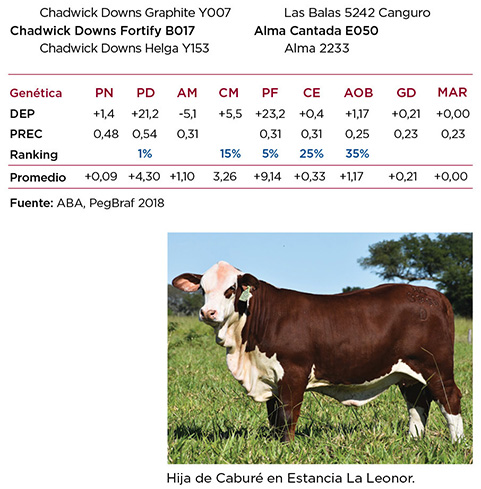 Chadwick Downs Graphite Y007
Las Balas 5242 Canguro
Chadwick Downs Fortify B017
Alma Cantada E050
Chadwick Downs Helga Y153
Alma 2233
Genética PN PD AM CM PF CE AOB GD MAR
DEP +1,4 +21,2 -5,1 +5,5 +23,2 +0,4 +1,17 +0,21 +0,00
PREC 0,48 0,54 0,31 0,31 0,31 0,25 0,23 0,23
Ranking 1% 15% 5% 25% 35%
Promedio +0,09 +4,30 +1,10 3,26 +9,14 +0,33 +1,17 +0,21 +0,00
Fuente: ABA, PegBraf 2018
Hija de Caburé en Estancia La Leonor.